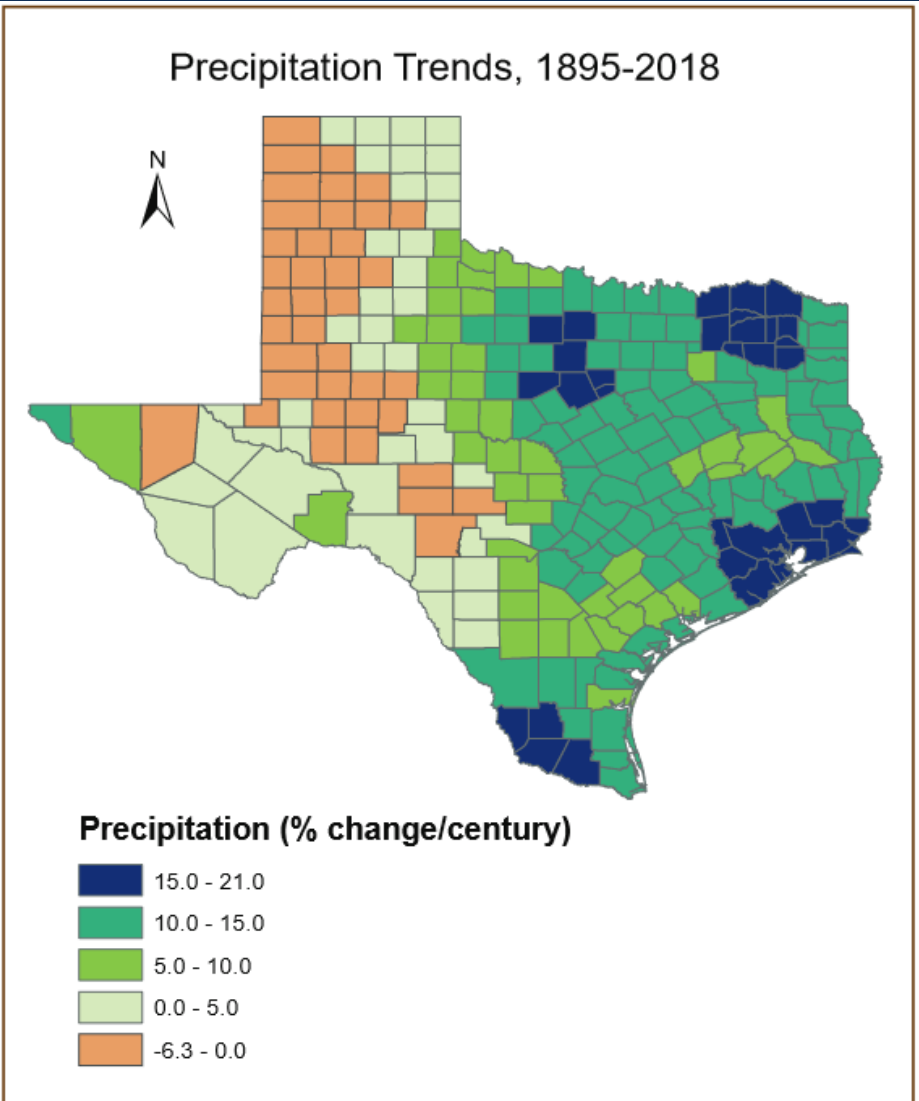 Precipitation Trends, 1895-2018
N
Precipitation (% change/century)
15.0 - 21.0
10.0 - 15.0
5.0 - 10.0
0.0 - 5.0
-6.3 - 0.0